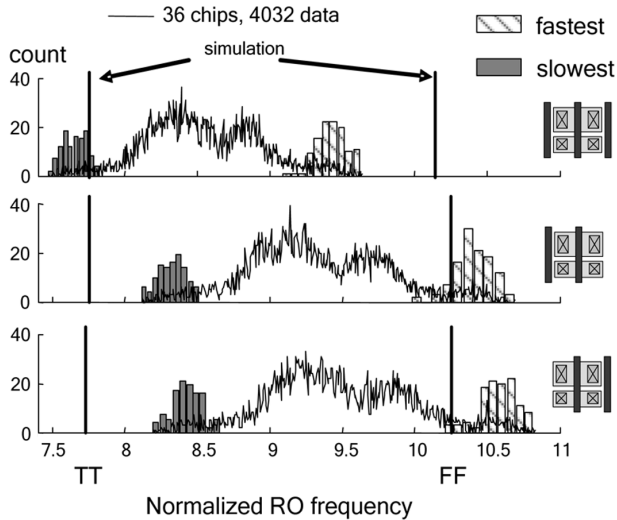 36 chips, 4032 data
fastest
simulation
count
slowest
40
20
0
40
20
0
40
20
0
7.5 8 8.5 9 9.5 10 10.5 11
TT FF
Normalized RO frequency